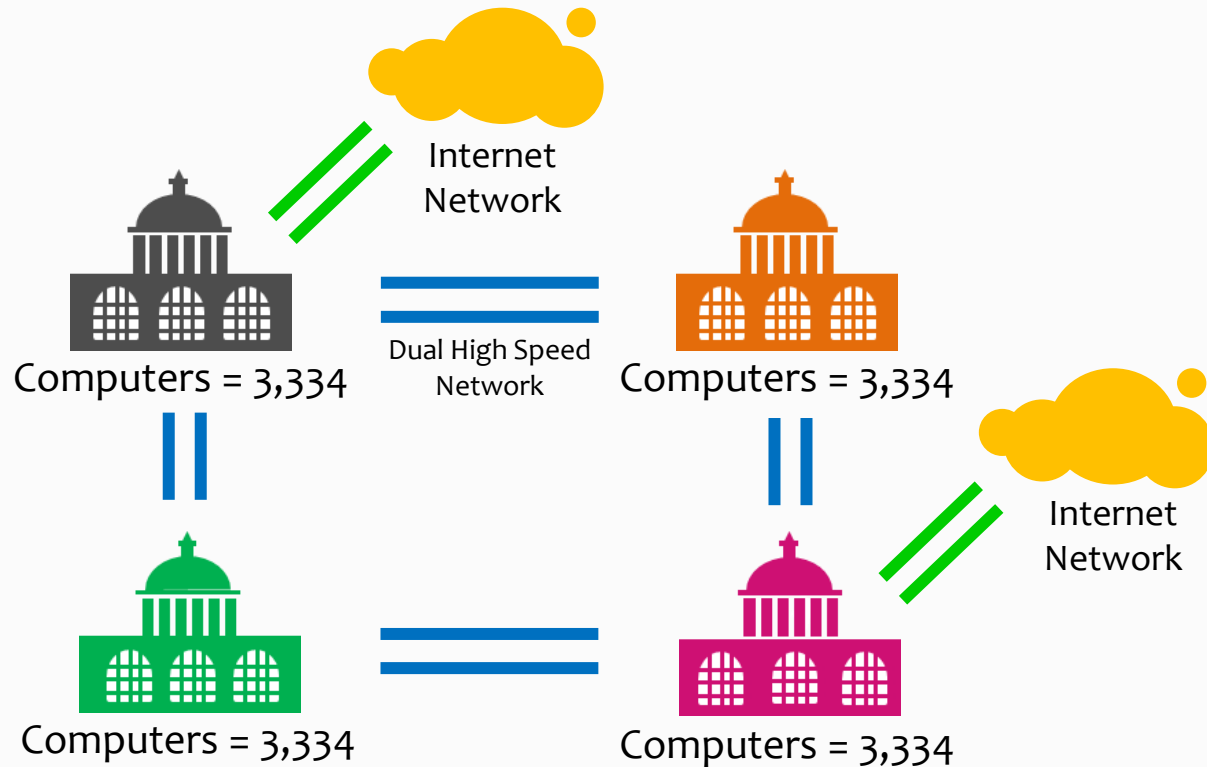 Internet
Network
Computers = 3,334
Dual High Speed
Network
Computers = 3,334
Internet
Network
Computers = 3,334
Computers = 3,334